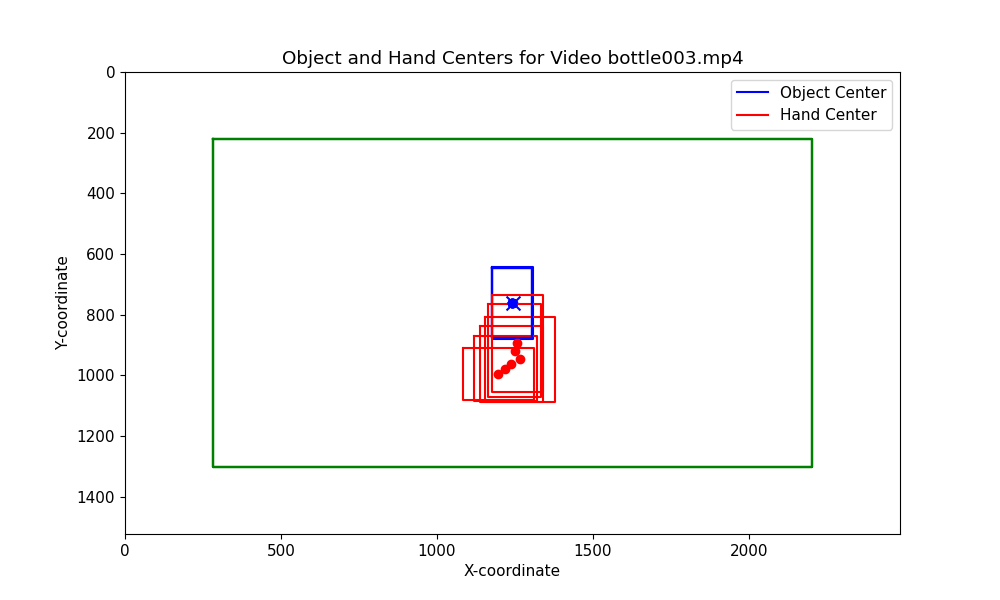 Object and Hand Centers for Video bottle003.mp4
Object Center
Hand Center
Y-coordinate
0
200
400
600
800
1000
1200
1400
0
500
1000
1500
2000
X-coordinate